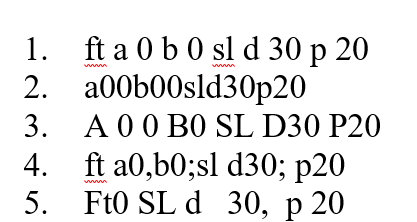 1. ft a 0 b 0 sl d 30 p 20
2. a00b00sld30p20
3. A 0 0 B0 SL D30 P20
4. ft a0,b0;sl d30; p20
5. Ft0 SL d  30,  p 20